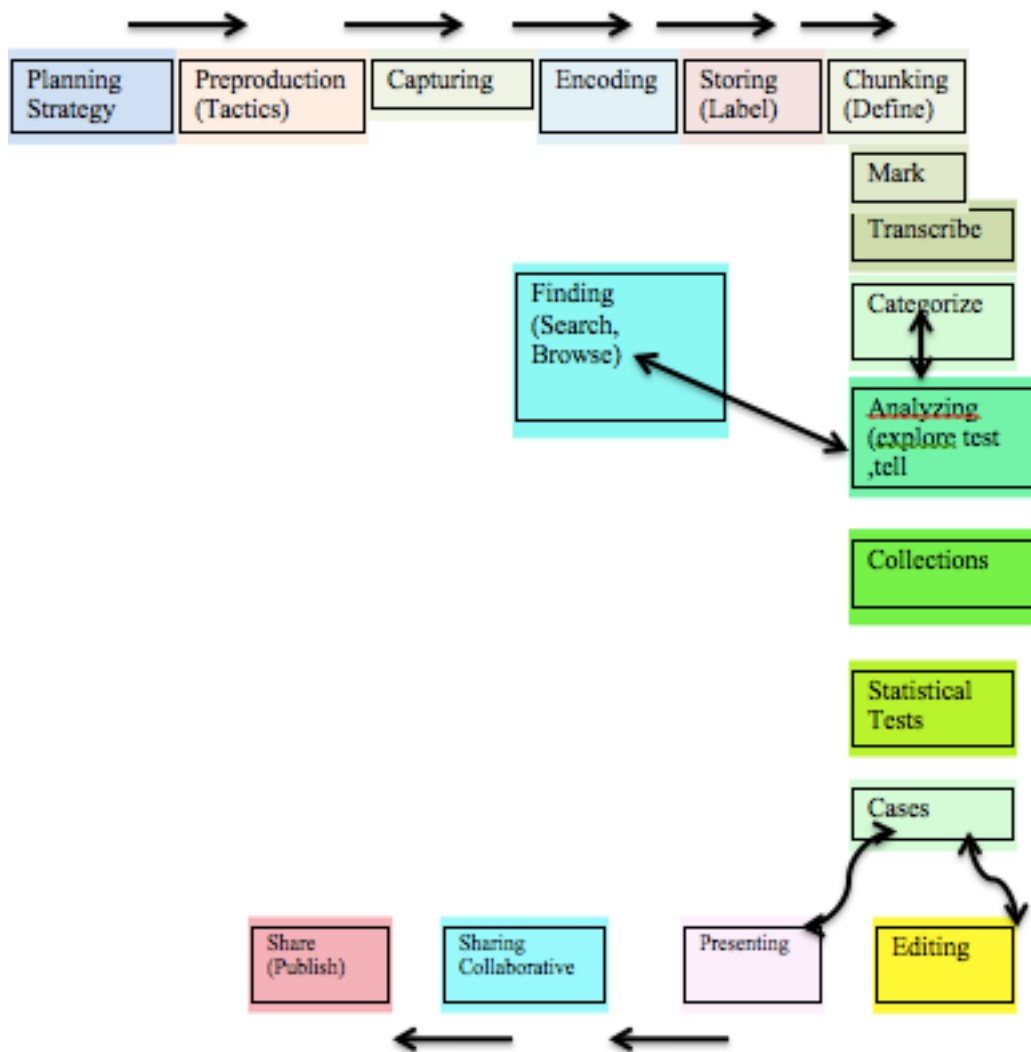 Planning
Strategy
Preproduction
(Tactics)
Capturing
Encoding
Storing
(Label)
Chunking
(Define)
Mark
Transcribe
Finding
(Search,
Browse)
Categorize
Analyzing
(explore test
,tell
Collections
Statistical
Tests
Cases
Share
(Publish)
Sharing
Collaborative
Presenting
Editing